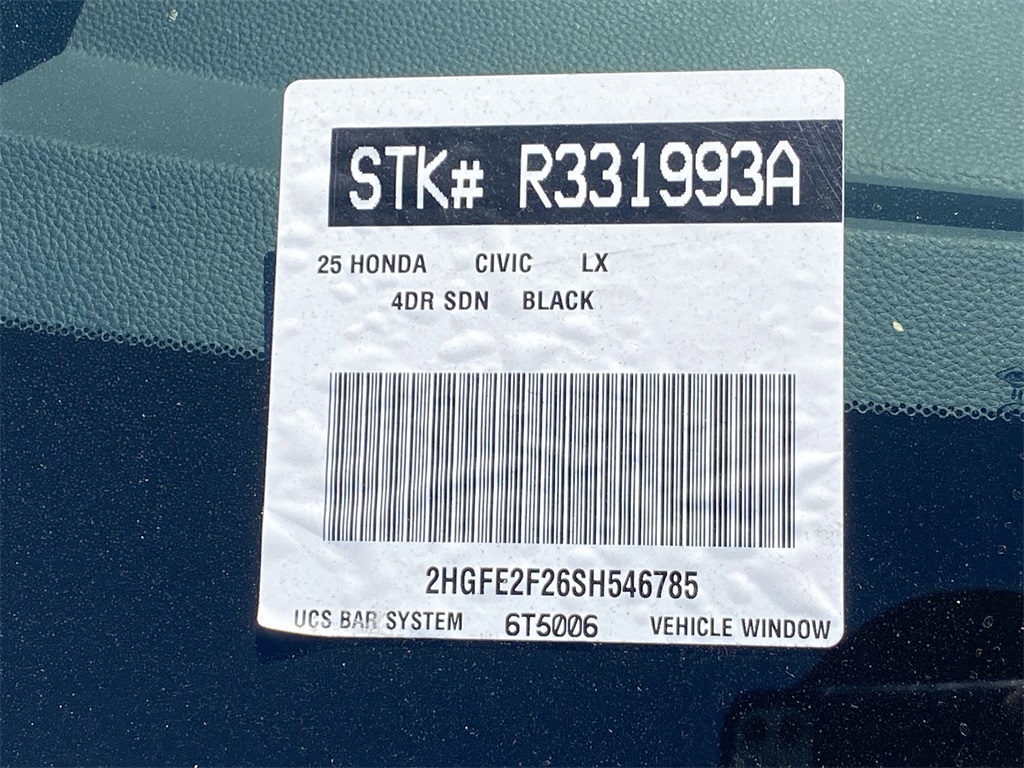 STK# R331993A
25 HONDA CIVIC LX
4DR SDN BLACK
2HGFE2F26SH546785
UCS BAR SYSTEM 6T5006 VEHICLE WINDOW